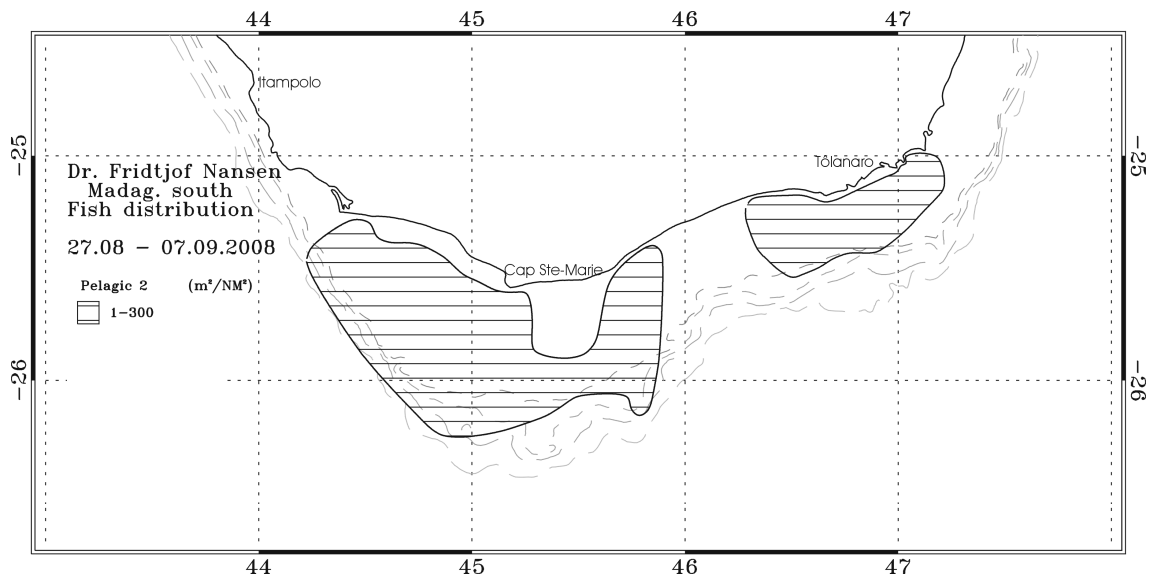 44 45 46 47
Itampolo
-25 -25
Tôlanaro
Dr. Fridtjof Nansen
Madag. south
Fish distribution
27.08 - 07.09.2008
Cap Ste-Marie
Pelagic 2 (m²/NM²)
1-300
-26 -26
44 45 46 47